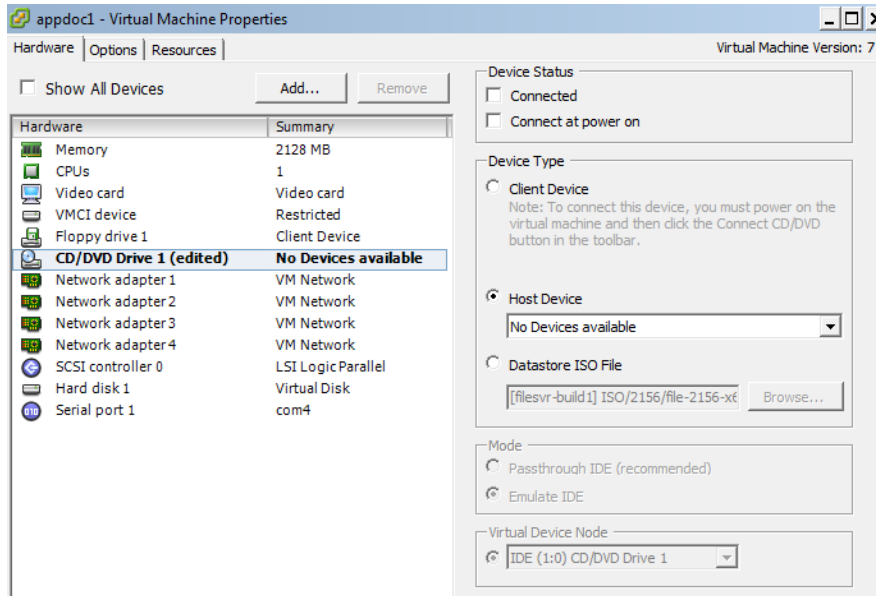 appdoc1 - Virtual Machine Properties
Hardware Options Resources
Virtual Machine Version: 7
Show All Devices
Add...
Remove
Hardware Summary
Memory 2128 MB
CPUs 1
Video card Video card
VMCI device Restricted
Floppy drive 1 Client Device
CD/DVD Drive 1 (edited) No Devices available
Network adapter 1 VM Network
Network adapter 2 VM Network
Network adapter 3 VM Network
Network adapter 4 VM Network
SCSI controller 0 LSI Logic Parallel
Hard disk 1 Virtual Disk
Serial port 1 com4
Device Status
Connected
Connect at power on
Device Type
Client Device
Note: To connect this device, you must power on the
virtual machine and then click the Connect CD/DVD
button in the toolbar.
Host Device
No Devices available
Datastore ISO File
[filesvr-build1] ISO/2156/file-2156-x6
Browse...
Mode
Passthrough IDE (recommended)
Emulate IDE
Virtual Device Node
IDE (1:0) CD/DVD Drive 1